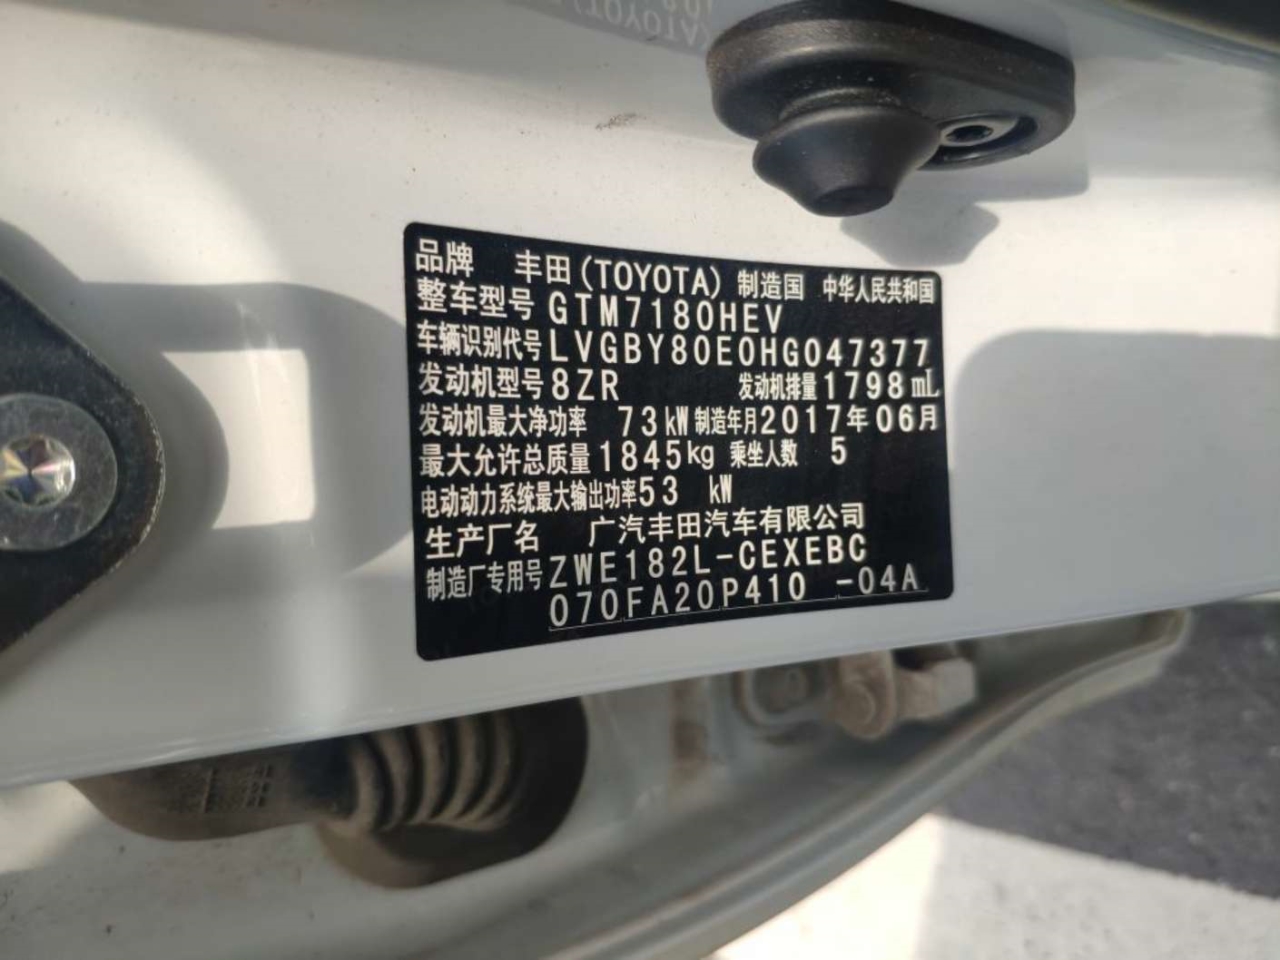 品牌 丰田(TOYOTA) 制造国 中华人民共和国
整车型号 GTM7180HEV
车辆识别代号 LVGBY80E0HG047377
发动机型号 8ZR 发动机排量 1798 mL
发动机最大净功率 73 kW 制造年月 2017年06月
最大允许总质量 1845kg 乘坐人数 5
电动动力系统最大输出功率 53 kW
生产厂名 广汽丰田汽车有限公司
制造厂专用号 ZWE182L-CEXEBC
070FA20P410 -04A